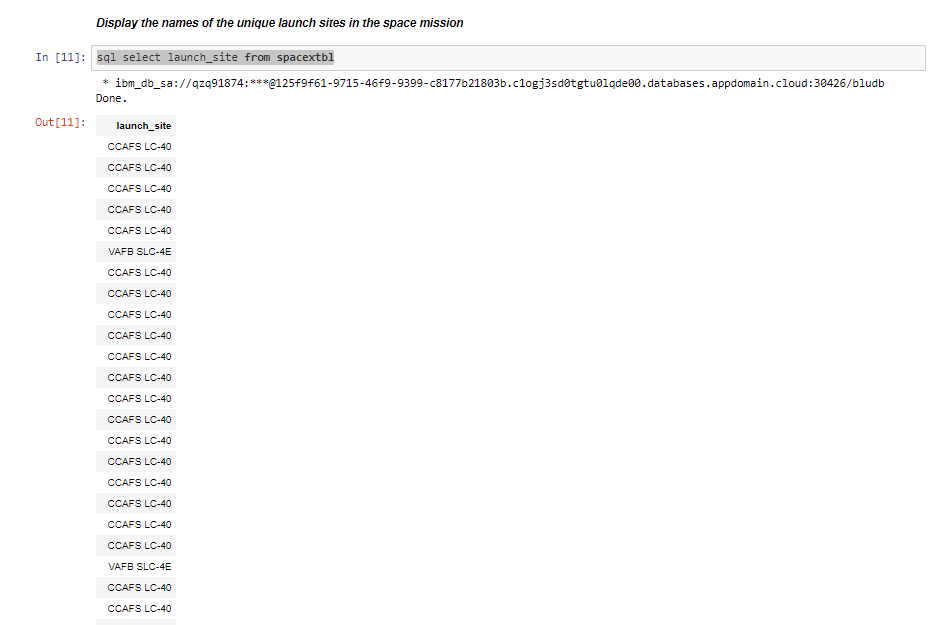 Display the names of the unique launch sites in the space mission
In [11]: sql select launch_site from spacextbl
* ibm_db_sa://qzq91874:***@125f9f61-9715-46f9-9399-c8177b21803b.c1ogj3sd0tgtu0lqde00.databases.appdomain.cloud:30426/bludb
Done.
Out[11]: launch_site
CCAFS LC-40
CCAFS LC-40
CCAFS LC-40
CCAFS LC-40
CCAFS LC-40
VAFB SLC-4E
CCAFS LC-40
CCAFS LC-40
CCAFS LC-40
CCAFS LC-40
CCAFS LC-40
CCAFS LC-40
CCAFS LC-40
CCAFS LC-40
CCAFS LC-40
CCAFS LC-40
CCAFS LC-40
CCAFS LC-40
CCAFS LC-40
CCAFS LC-40
VAFB SLC-4E
CCAFS LC-40
CCAFS LC-40